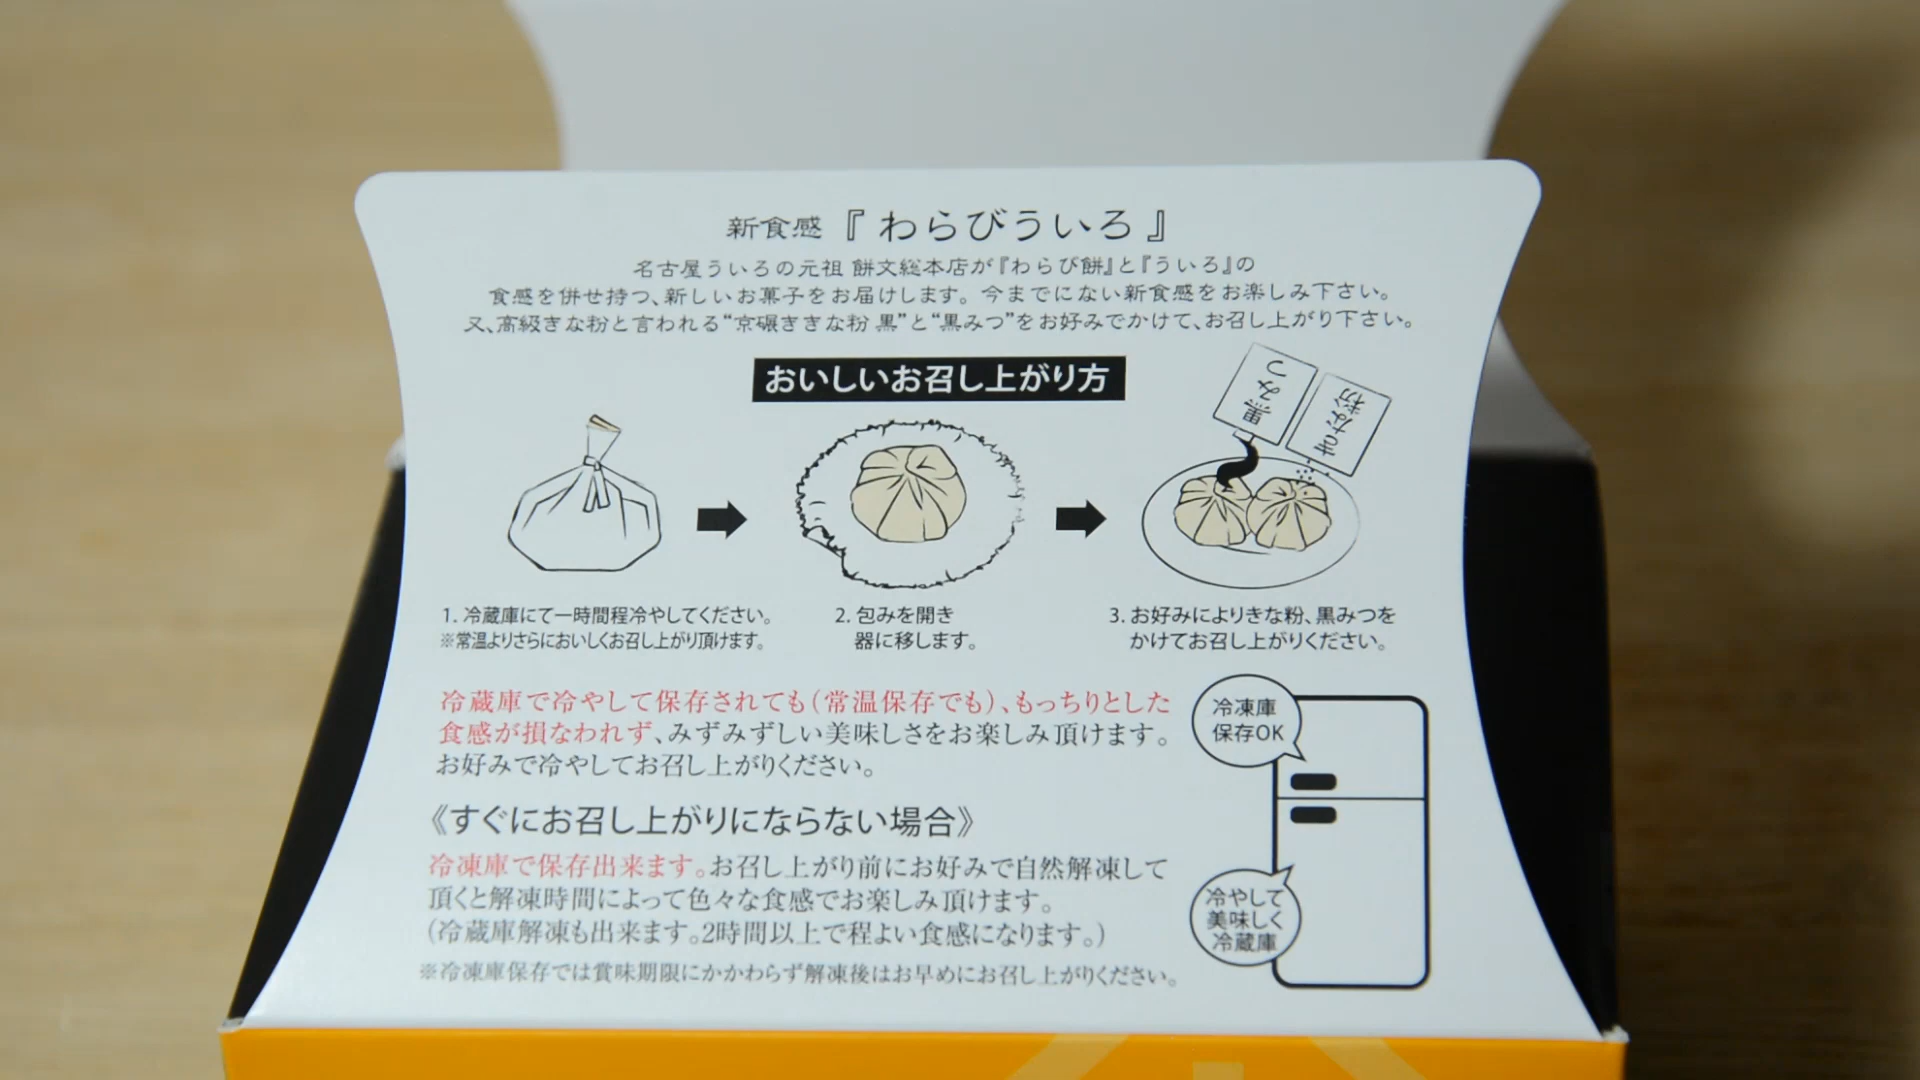 新食感『わらびういろ』
名古屋ういろの元祖 餅文総本店が『わらび餅』と『ういろ』の
食感を併せ持つ、新しいお菓子をお届けします。今までにない新食感をお楽しみ下さい。
又、高級きな粉と言われる“京碾ききな粉 黒”と“黒みつ”をお好みでかけて、お召し上がり下さい。
おいしいお召し上がり方
黒みつ
きな粉
1. 冷蔵庫にて一時間程冷やしてください。
※常温よりさらにおいしくお召し上がり頂けます。
2. 包みを開き
器に移します。
3. お好みによりきな粉、黒みつを
かけてお召し上がりください。
冷蔵庫で冷やして保存されても(常温保存でも)、もっちりとした
食感が損なわれず、みずみずしい美味しさをお楽しみ頂けます。
お好みで冷やしてお召し上がりください。
冷凍庫
保存OK
《すぐにお召し上がりにならない場合》
冷凍庫で保存出来ます。お召し上がり前にお好みで自然解凍して
頂くと解凍時間によって色々な食感でお楽しみ頂けます。
(冷蔵庫解凍も出来ます。2時間以上で程よい食感になります。)
※冷凍庫保存では賞味期限にかかわらず解凍後はお早めにお召し上がりください。
冷やして
美味しく
冷蔵庫